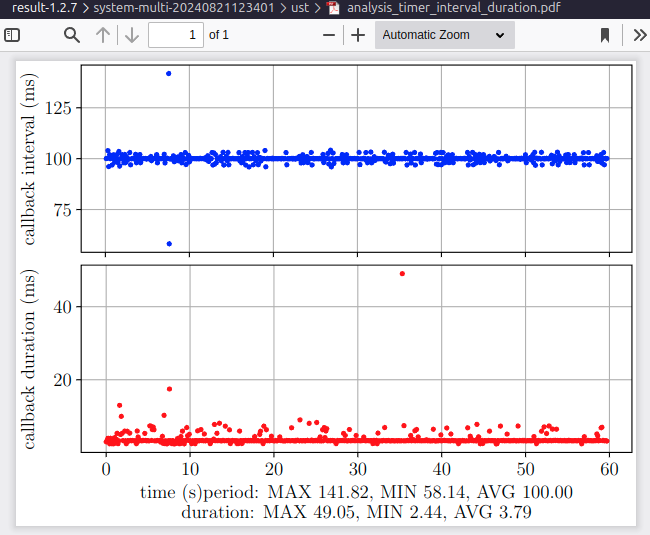 result-1.2.7 > system-multi-20240821123401 > ust > analysis_timer_interval_duration.pdf
1 of 1 Automatic Zoom
callback interval (ms)
125
100
75
callback duration (ms)
40
20
0 10 20 30 40 50 60
time (s)period: MAX 141.82, MIN 58.14, AVG 100.00
duration: MAX 49.05, MIN 2.44, AVG 3.79